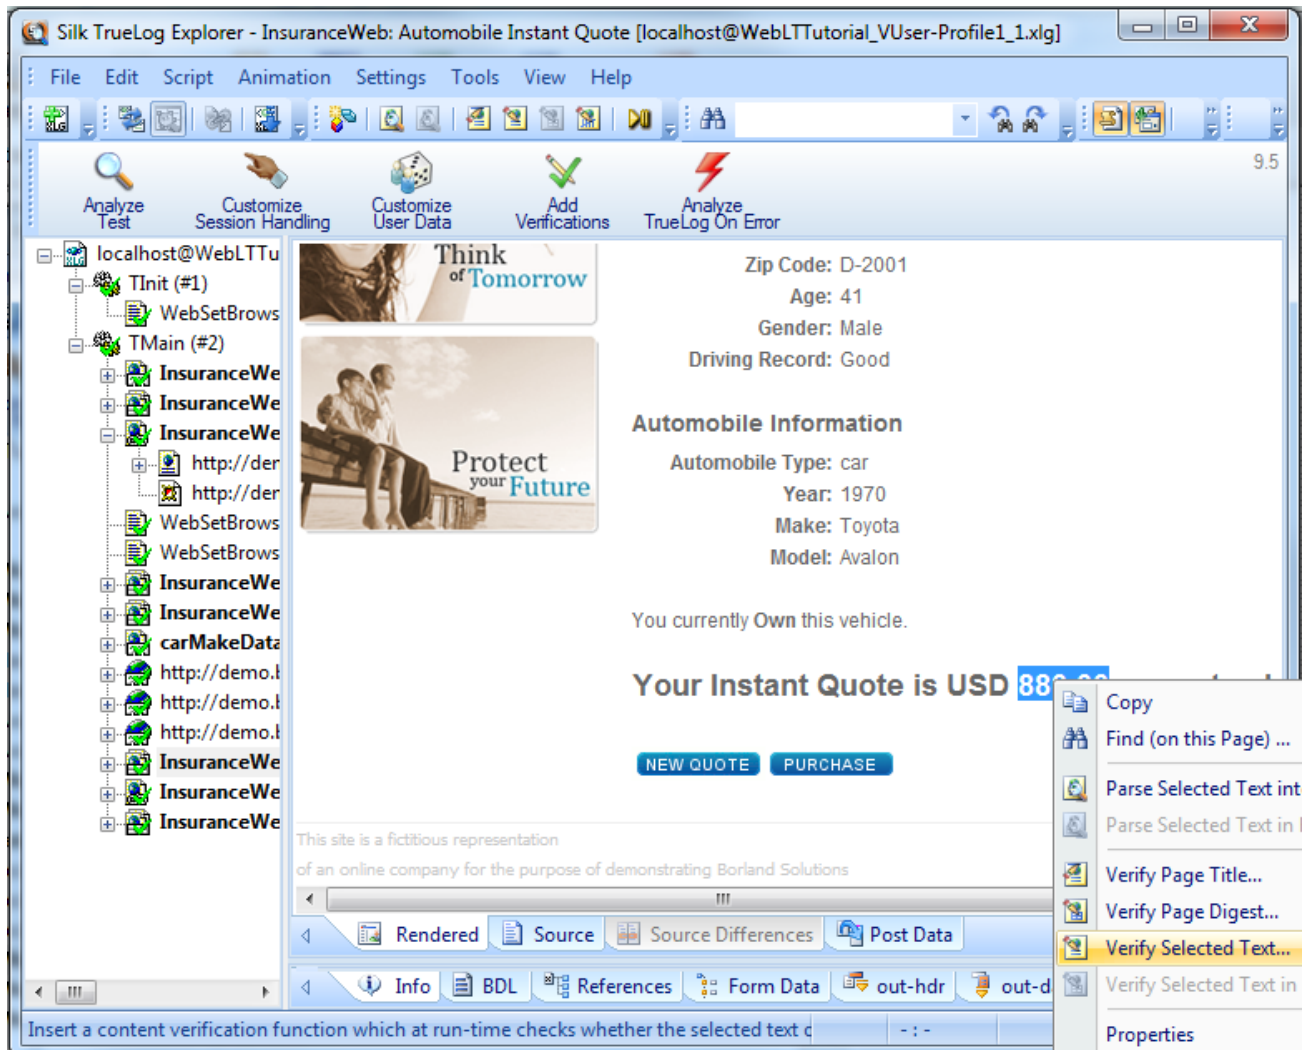 Silk TrueLog Explorer - InsuranceWeb: Automobile Instant Quote [localhost@WebLTTutorial_VUser-Profile1_1.xlg]
File Edit Script Animation Settings Tools View Help
9.5
Analyze Test
Customize Session Handling
Customize User Data
Add Verifications
Analyze TrueLog On Error
localhost@WebLTTu
TInit (#1)
WebSetBrows
TMain (#2)
InsuranceWe
InsuranceWe
InsuranceWe
http://der
http://der
WebSetBrows
WebSetBrows
InsuranceWe
InsuranceWe
carMakeData
http://demo.b
http://demo.b
http://demo.b
InsuranceWe
InsuranceWe
InsuranceWe
Think
of Tomorrow
Protect
your Future
Zip Code: D-2001
Age: 41
Gender: Male
Driving Record: Good
Automobile Information
Automobile Type: car
Year: 1970
Make: Toyota
Model: Avalon
You currently Own this vehicle.
Your Instant Quote is USD
NEW QUOTE PURCHASE
This site is a fictitious representation
of an online company for the purpose of demonstrating Borland Solutions
Copy
Find (on this Page) ...
Parse Selected Text int
Parse Selected Text in
Verify Page Title...
Verify Page Digest...
Verify Selected Text...
Verify Selected Text in
Properties
Rendered Source Source Differences Post Data
Info BDL References Form Data out-hdr out-d
Insert a content verification function which at run-time checks whether the selected text c
- : -